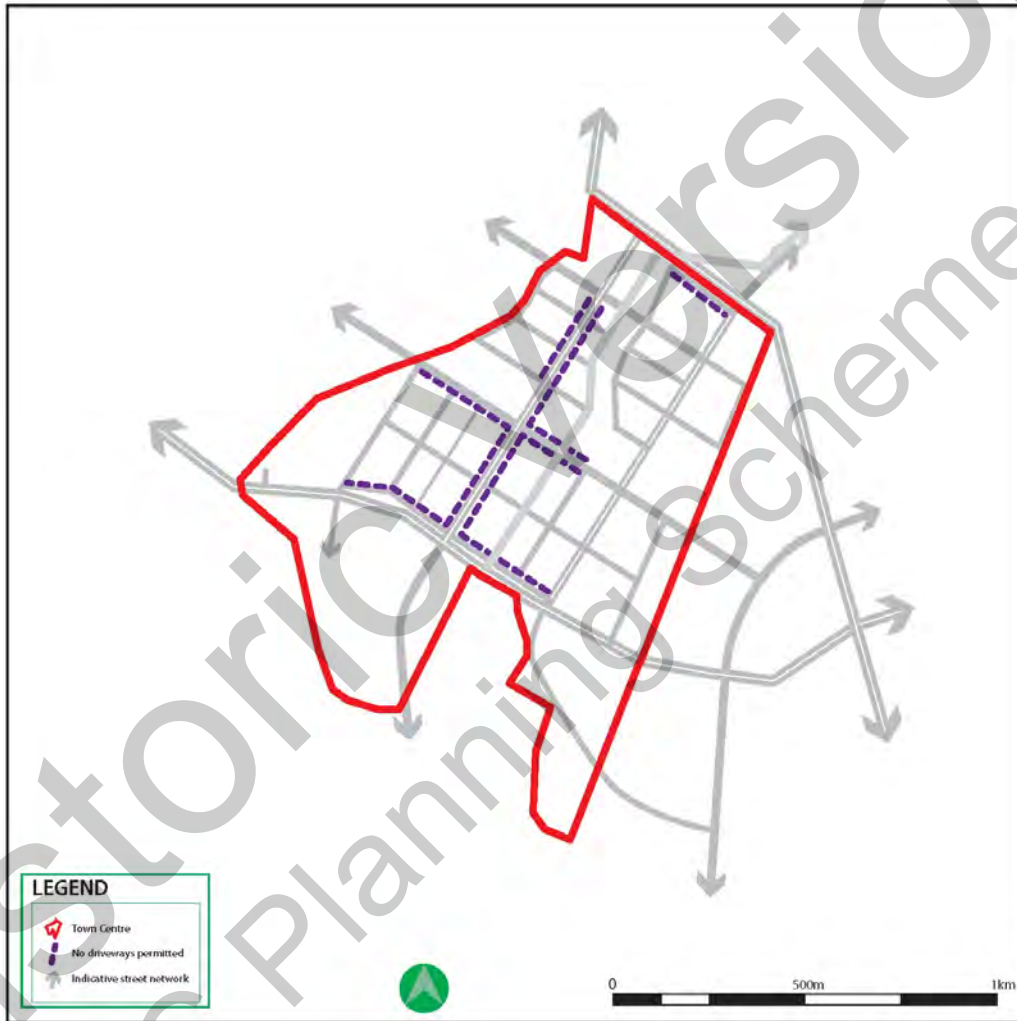 Historic Version
Planning Scheme
LEGEND
Town Centre
No driveways permitted
Indicative street network
0
500m
1km